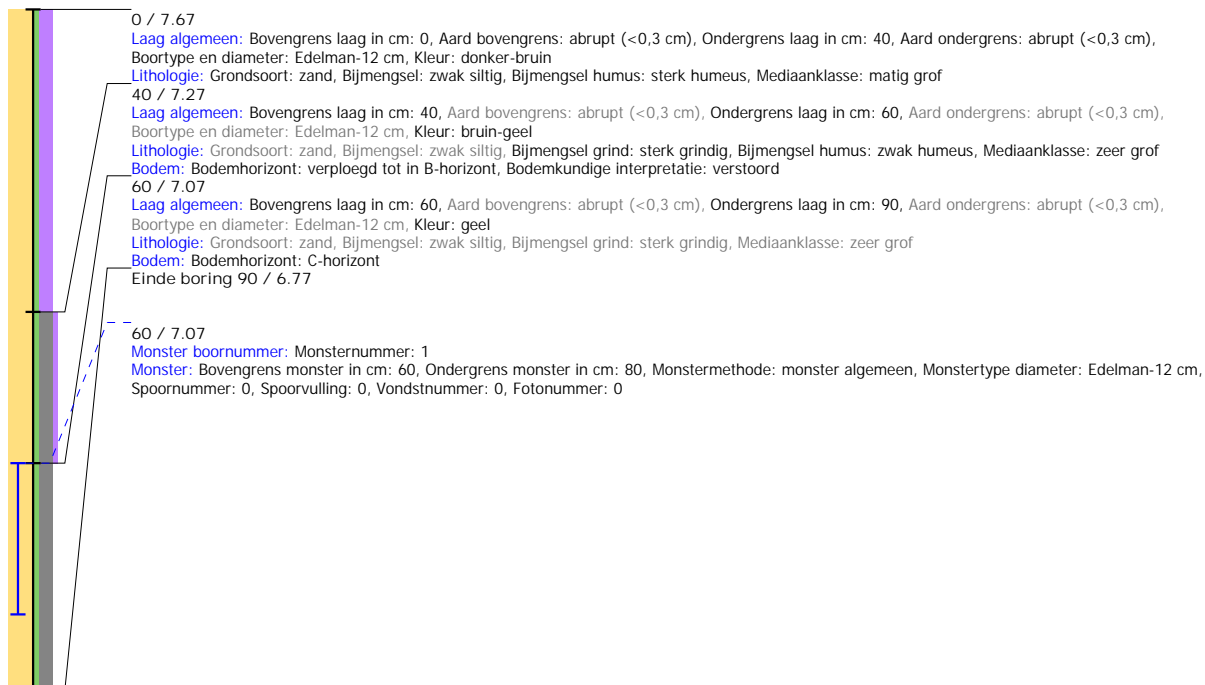 0 / 7.67
Laag algemeen: Bovengrens laag in cm: 0, Aard bovengrens: abrupt (<0,3 cm), Ondergrens laag in cm: 40, Aard ondergrens: abrupt (<0,3 cm),
Boortype en diameter: Edelman-12 cm, Kleur: donker-bruin
Lithologie: Grondsoort: zand, Bijmengsel: zwak siltig, Bijmengsel humus: sterk humeus, Mediaanklasse: matig grof
40 / 7.27
Laag algemeen: Bovengrens laag in cm: 40, Aard bovengrens: abrupt (<0,3 cm), Ondergrens laag in cm: 60, Aard ondergrens: abrupt (<0,3 cm),
Boortype en diameter: Edelman-12 cm, Kleur: bruin-geel
Lithologie: Grondsoort: zand, Bijmengsel: zwak siltig, Bijmengsel grind: sterk grindig, Bijmengsel humus: zwak humeus, Mediaanklasse: zeer grof
Bodem: Bodemhorizont: verploegd tot in B-horizont, Bodemkundige interpretatie: verstoord
60 / 7.07
Laag algemeen: Bovengrens laag in cm: 60, Aard bovengrens: abrupt (<0,3 cm), Ondergrens laag in cm: 90, Aard ondergrens: abrupt (<0,3 cm),
Boortype en diameter: Edelman-12 cm, Kleur: geel
Lithologie: Grondsoort: zand, Bijmengsel: zwak siltig, Bijmengsel grind: sterk grindig, Mediaanklasse: zeer grof
Bodem: Bodemhorizont: C-horizont
Einde boring 90 / 6.77
60 / 7.07
Monster boornummer: Monsternummer: 1
Monster: Bovengrens monster in cm: 60, Ondergrens monster in cm: 80, Monstermethode: monster algemeen, Monstertype diameter: Edelman-12 cm,
Spoornummer: 0, Spoorvulling: 0, Vondstnummer: 0, Fotonummer: 0